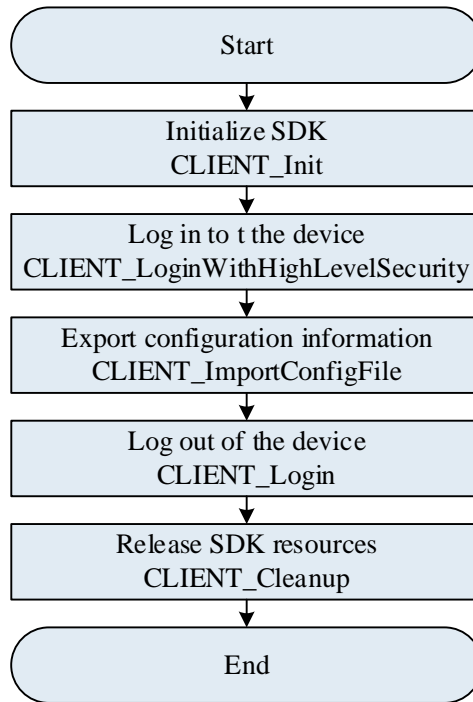 Start
Initialize SDK
CLIENT_Init
Log in to t the device
CLIENT_LoginWithHighLevelSecurity
Export configuration information
CLIENT_ImportConfigFile
Log out of the device
CLIENT_Login
Release SDK resources
CLIENT_Cleanup
End